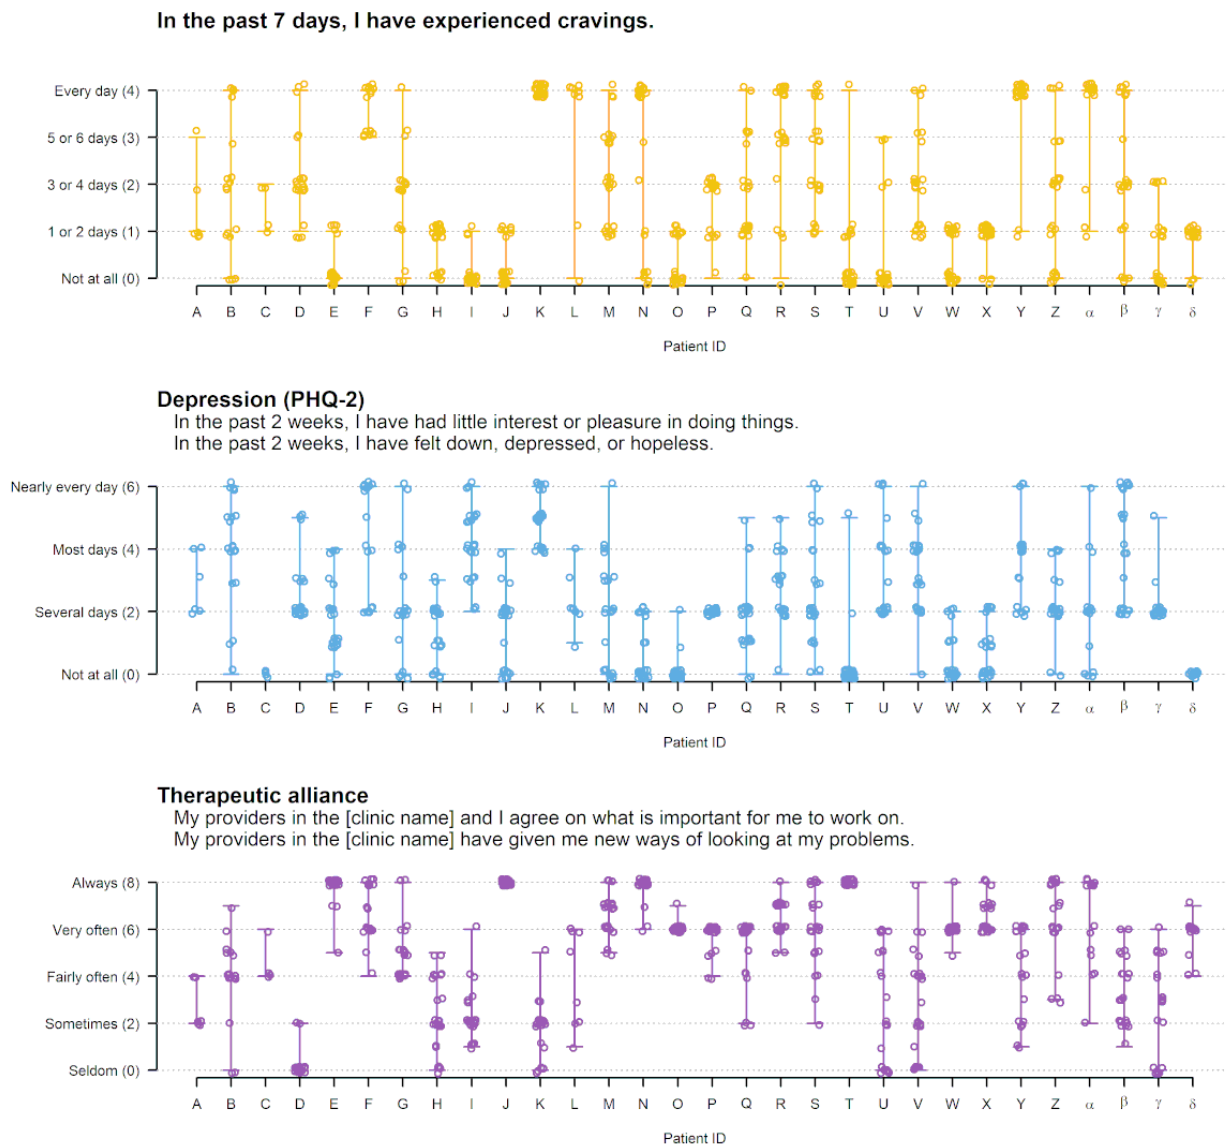 In the past 7 days, I have experienced cravings.
Every day (4)
5 or 6 days (3)
3 or 4 days (2)
1 or 2 days (1)
Not at all (0)
A B C D E F G H I J K L M N O P Q R S T U V W X Y Z α β γ δ
Patient ID
Depression (PHQ-2)
In the past 2 weeks, I have had little interest or pleasure in doing things.
In the past 2 weeks, I have felt down, depressed, or hopeless.
Nearly every day (6)
Most days (4)
Several days (2)
Not at all (0)
A B C D E F G H I J K L M N O P Q R S T U V W X Y Z α β γ δ
Patient ID
Therapeutic alliance
My providers in the [clinic name] and I agree on what is important for me to work on.
My providers in the [clinic name] have given me new ways of looking at my problems.
Always (8)
Very often (6)
Fairly often (4)
Sometimes (2)
Seldom (0)
A B C D E F G H I J K L M N O P Q R S T U V W X Y Z α β γ δ
Patient ID